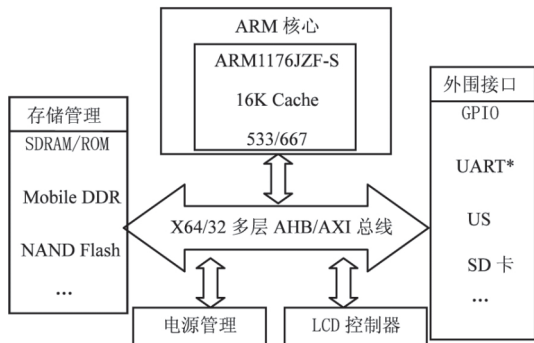 ARM 核心
ARM1176JZF-S
16K Cache
533/667
存储管理
SDRAM/ROM
Mobile DDR
NAND Flash
...
X64/32 多层 AHB/AXI 总线
外围接口
GPIO
UART*
US
SD 卡
...
电源管理
LCD 控制器